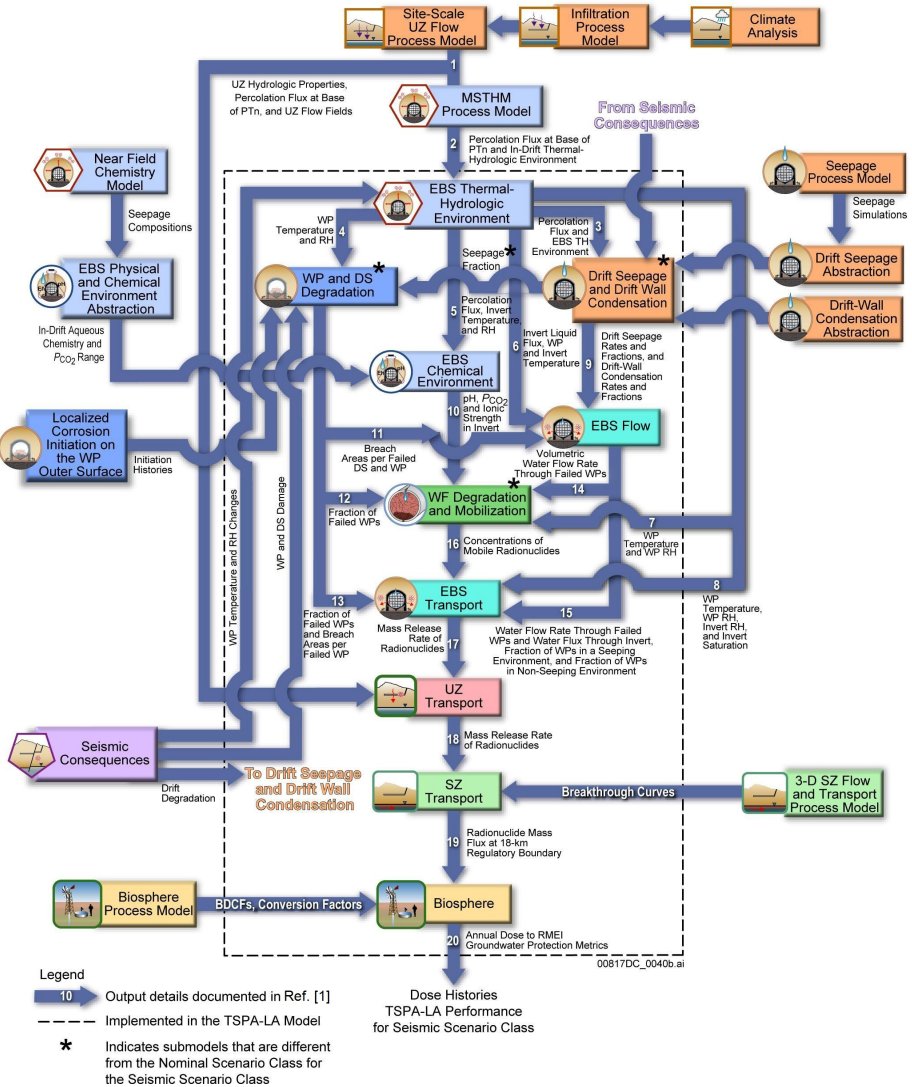 Site-Scale
UZ Flow
Process Model
Infiltration
Process
Model
Climate
Analysis
1
UZ Hydrologic Properties,
Percolation Flux at Base
of PTn, and UZ Flow Fields
MSTHM
Process Model
From Seismic
Consequences
2
Percolation Flux at Base of
PTn and In-Drift Thermal-
Hydrologic Environment
Near Field
Chemistry
Model
Seepage
Process Model
EBS Thermal-
Hydrologic
Environment
Seepage
Compositions
Seepage
Simulations
WP
Temperature
and RH
4
Seepage
Fraction
*
Percolation
Flux and
EBS TH
Environment
3
EBS Physical
and Chemical
Environment
Abstraction
WP and DS
Degradation
*
Drift Seepage
and Drift Wall
Condensation
*
Drift Seepage
Abstraction
Drift-Wall
Condensation
Abstraction
In-Drift Aqueous
Chemistry and
PCO2 Range
5
Percolation
Flux, Invert
Temperature,
and RH
6
Invert Liquid
Flux, WP
and Invert
Temperature
9
Drift Seepage
Rates and
Fractions, and
Drift-Wall
Condensation
Rates and
Fractions
EBS
Chemical
Environment
10
pH, PCO2
and Ionic
Strength
in Invert
Localized
Corrosion
Initiation on
the WP
Outer Surface
Initiation
Histories
11
Breach
Areas per Failed
DS and WP
EBS Flow
Volumetric
Water Flow Rate
Through Failed WPs
14
12
Fraction of
Failed WPs
WF Degradation
and Mobilization
*
7
WP
Temperature
and WP RH
WP Temperature and RH Changes
WP and DS Damage
16
Concentrations of
Mobile Radionuclides
EBS
Transport
8
WP
Temperature,
WP RH,
Invert RH,
and Invert
Saturation
13
Fraction of
Failed WPs
and Breach
Areas per
Failed WP
15
Mass Release
Rate of
Radionuclides
17
Water Flow Rate Through Failed
WPs and Water Flux Through Invert,
Fraction of WPs in a Seeping
Environment, and Fraction of WPs
in Non-Seeping Environment
UZ
Transport
18
Mass Release Rate
of Radionuclides
Seismic
Consequences
Drift
Degradation
To Drift Seepage
and Drift Wall
Condensation
SZ
Transport
Breakthrough Curves
3-D SZ Flow
and Transport
Process Model
19
Radionuclide Mass
Flux at 18-km
Regulatory Boundary
Biosphere
Process Model
BDCFs, Conversion Factors
Biosphere
20
Annual Dose to RMEI
Groundwater Protection Metrics
00817DC_0040b.ai
Dose Histories
TSPA-LA Performance
for Seismic Scenario Class
Legend
10 Output details documented in Ref. [1]
Implemented in the TSPA-LA Model
* Indicates submodels that are different
from the Nominal Scenario Class for
the Seismic Scenario Class